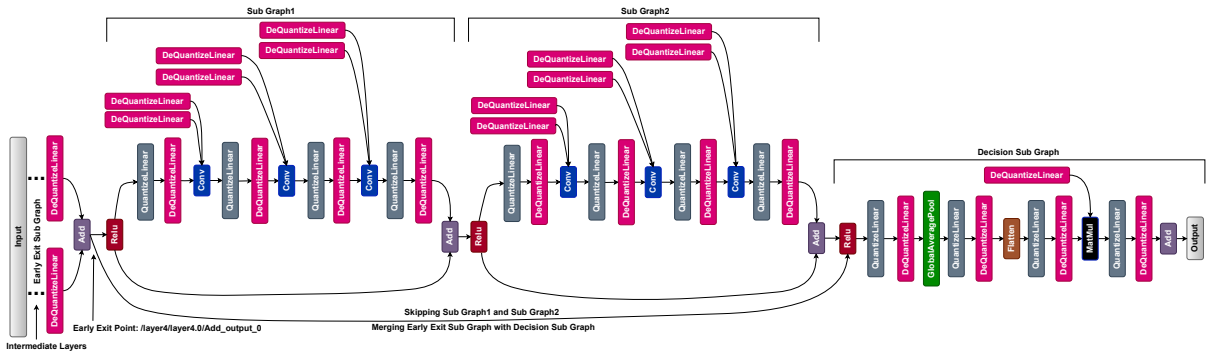 Sub Graph1
Sub Graph2
DeQuantizeLinear
DeQuantizeLinear
DeQuantizeLinear
DeQuantizeLinear
DeQuantizeLinear
DeQuantizeLinear
DeQuantizeLinear
DeQuantizeLinear
DeQuantizeLinear
DeQuantizeLinear
DeQuantizeLinear
DeQuantizeLinear
Input
DeQuantizeLinear
Early Exit Sub Graph
DeQuantizeLinear
Add
Relu
QuantizeLinear
DeQuantizeLinear
Conv
QuantizeLinear
DeQuantizeLinear
Conv
QuantizeLinear
DeQuantizeLinear
Conv
QuantizeLinear
DeQuantizeLinear
Add
Relu
QuantizeLinear
DeQuantizeLinear
Conv
QuantizeLinear
DeQuantizeLinear
Conv
QuantizeLinear
DeQuantizeLinear
Conv
QuantizeLinear
DeQuantizeLinear
Add
Relu
Decision Sub Graph
DeQuantizeLinear
QuantizeLinear
DeQuantizeLinear
GlobalAveragePool
QuantizeLinear
DeQuantizeLinear
Flatten
QuantizeLinear
DeQuantizeLinear
MatMul
QuantizeLinear
DeQuantizeLinear
Add
Output
Skipping Sub Graph1 and Sub Graph2
Early Exit Point: /layer4/layer4.0/Add_output_0
Merging Early Exit Sub Graph with Decision Sub Graph
Intermediate Layers